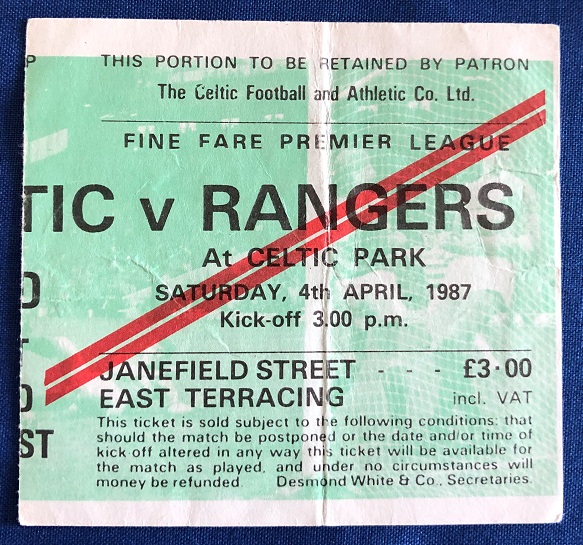 P
THIS PORTION TO BE RETAINED BY PATRON
The Celtic Football and Athletic Co. Ltd.
FINE FARE PREMIER LEAGUE
TIC v RANGERS
At CELTIC PARK
SATURDAY, 4th APRIL, 1987
Kick-off 3.00 p.m.
JANEFIELD STREET - - - £3·00
EAST TERRACING incl. VAT
ST
This ticket is sold subject to the following conditions: that
should the match be postponed or the date and/or time of
kick-off altered in any way this ticket will be available for
the match as played, and under no circumstances will
money be refunded. Desmond White & Co., Secretaries.